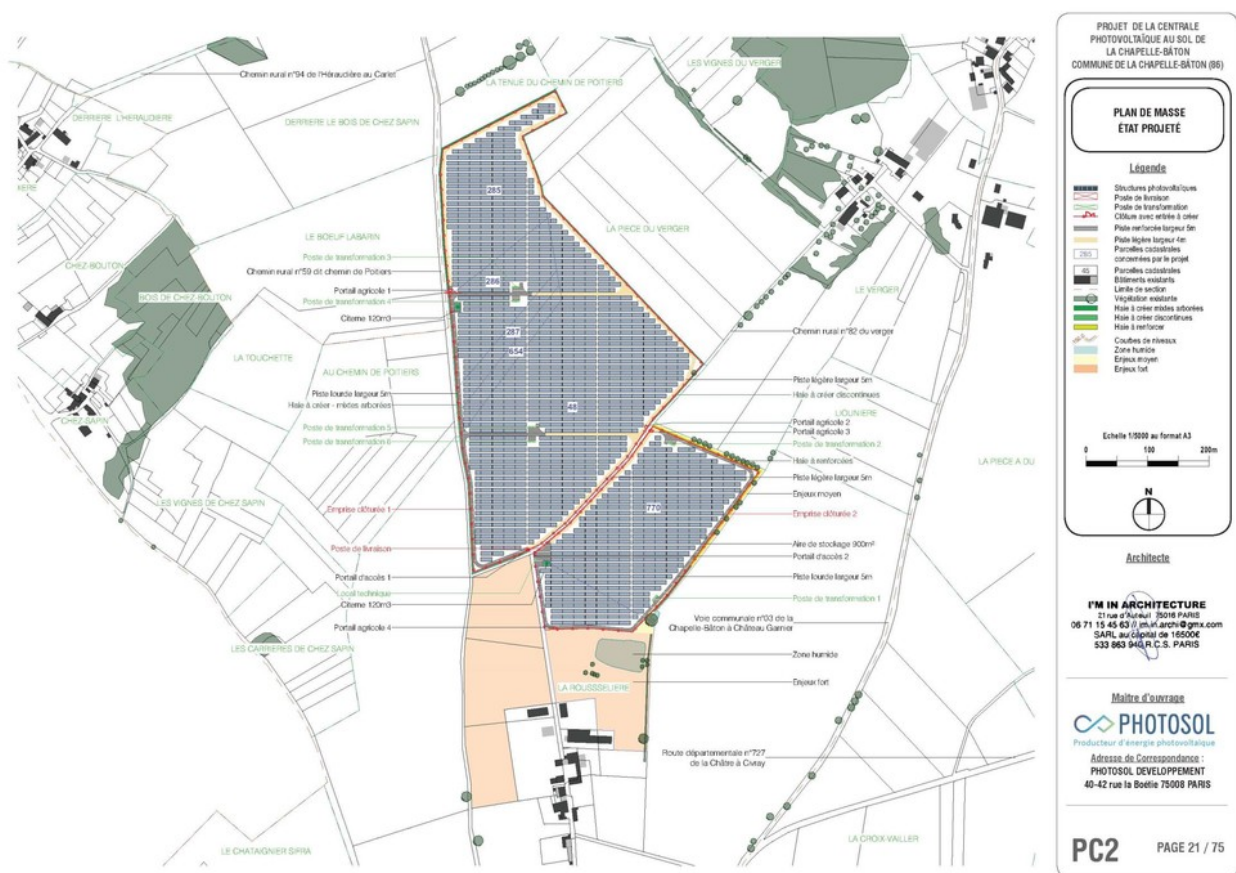 Chemin rural n°94 de l'Héraudière au Carlet
DERRIERE L'HERAUDIERE
LA TENUE DU CHEMIN DE POITIERS
LES VIGNES DU VERGER
DERRIERE LE BOIS DE CHEZ SAPIN
285
LE BOEUF LABARIN
LA PIECE DU VERGER
Poste de transformation 3
CHEZ-BOUTON
Chemin rural n°59 dit chemin de Poitiers
286
Portail agricole 1
BOIS DE CHEZ-BOUTON
Poste de transformation 4
LE VERGER
Citerne 120m3
287
Chemin rural n°82 du verger
LA TOUCHETTE
654
AU CHEMIN DE POITIERS
Piste légère largeur 5m
Piste lourde largeur 5m
Haie à créer discontinues
Haie à créer - mixtes arborées
48
CHEZ-SAPIN
LIOUNIERE
Portail agricole 2
Poste de transformation 5
Portail agricole 3
Poste de transformation 6
Poste de transformation 2
Haie à renforcées
LA PIECE A DU
Piste légère largeur 5m
LES VIGNES DE CHEZ SAPIN
Enjeux moyen
Emprise clôturée 1
770
Emprise clôturée 2
Aire de stockage 900m²
Poste de livraison
Portail d'accès 2
Portail d'accès 1
Piste lourde largeur 5m
Local technique
Poste de transformation 1
Citerne 120m3
Voie communale n°03 de la
Chapelle-Bâton à Château Garnier
Portail agricole 4
LES CARRIERES DE CHEZ SAPIN
Zone humide
Enjeux fort
LA ROUSSSELIERE
Route départementale n°727
de la Châtre à Civray
LE CHATAIGNIER SIFRA
LA CROIX-VAILLER
PROJET DE LA CENTRALE
PHOTOVOLTAÏQUE AU SOL DE
LA CHAPELLE-BÂTON
COMMUNE DE LA CHAPELLE-BÂTON (86)
PLAN DE MASSE
ÉTAT PROJETÉ
Légende
Structures photovoltaïques
Poste de livraison
Poste de transformation
Clôture avec entrée à créer
Piste renforcée largeur 5m
Piste légère largeur 4m
285 Parcelles cadastrales
concernées par le projet
45 Parcelles cadastrales
Bâtiments existants
Limite de section
Végétation existante
Haie à créer mixtes arborées
Haie à créer discontinues
Haie à renforcer
Courbes de niveaux
Zone humide
Enjeux moyen
Enjeux fort
Echelle 1/5000 au format A3
0 100 200m
N
Architecte
I'M IN ARCHITECTURE
21 rue d'Auteuil 75016 PARIS
06 71 15 45 63 // im.in.archi@gmx.com
SARL au capital de 16500€
533 863 940 R.C.S. PARIS
Maître d'ouvrage
PHOTOSOL
Producteur d'énergie photovoltaïque
Adresse de Correspondance :
PHOTOSOL DEVELOPPEMENT
40-42 rue la Boétie 75008 PARIS
PC2
PAGE 21 / 75